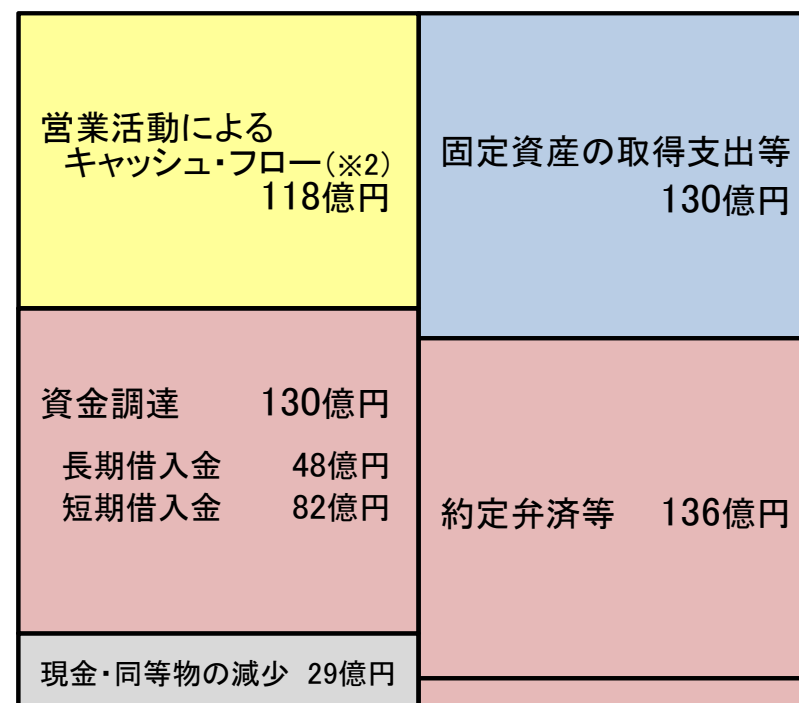 営業活動による
キャッシュ・フロー(※2)
118億円
資金調達 130億円
長期借入金 48億円
短期借入金 82億円
現金・同等物の減少 29億円
固定資産の取得支出等
130億円
約定弁済等 136億円